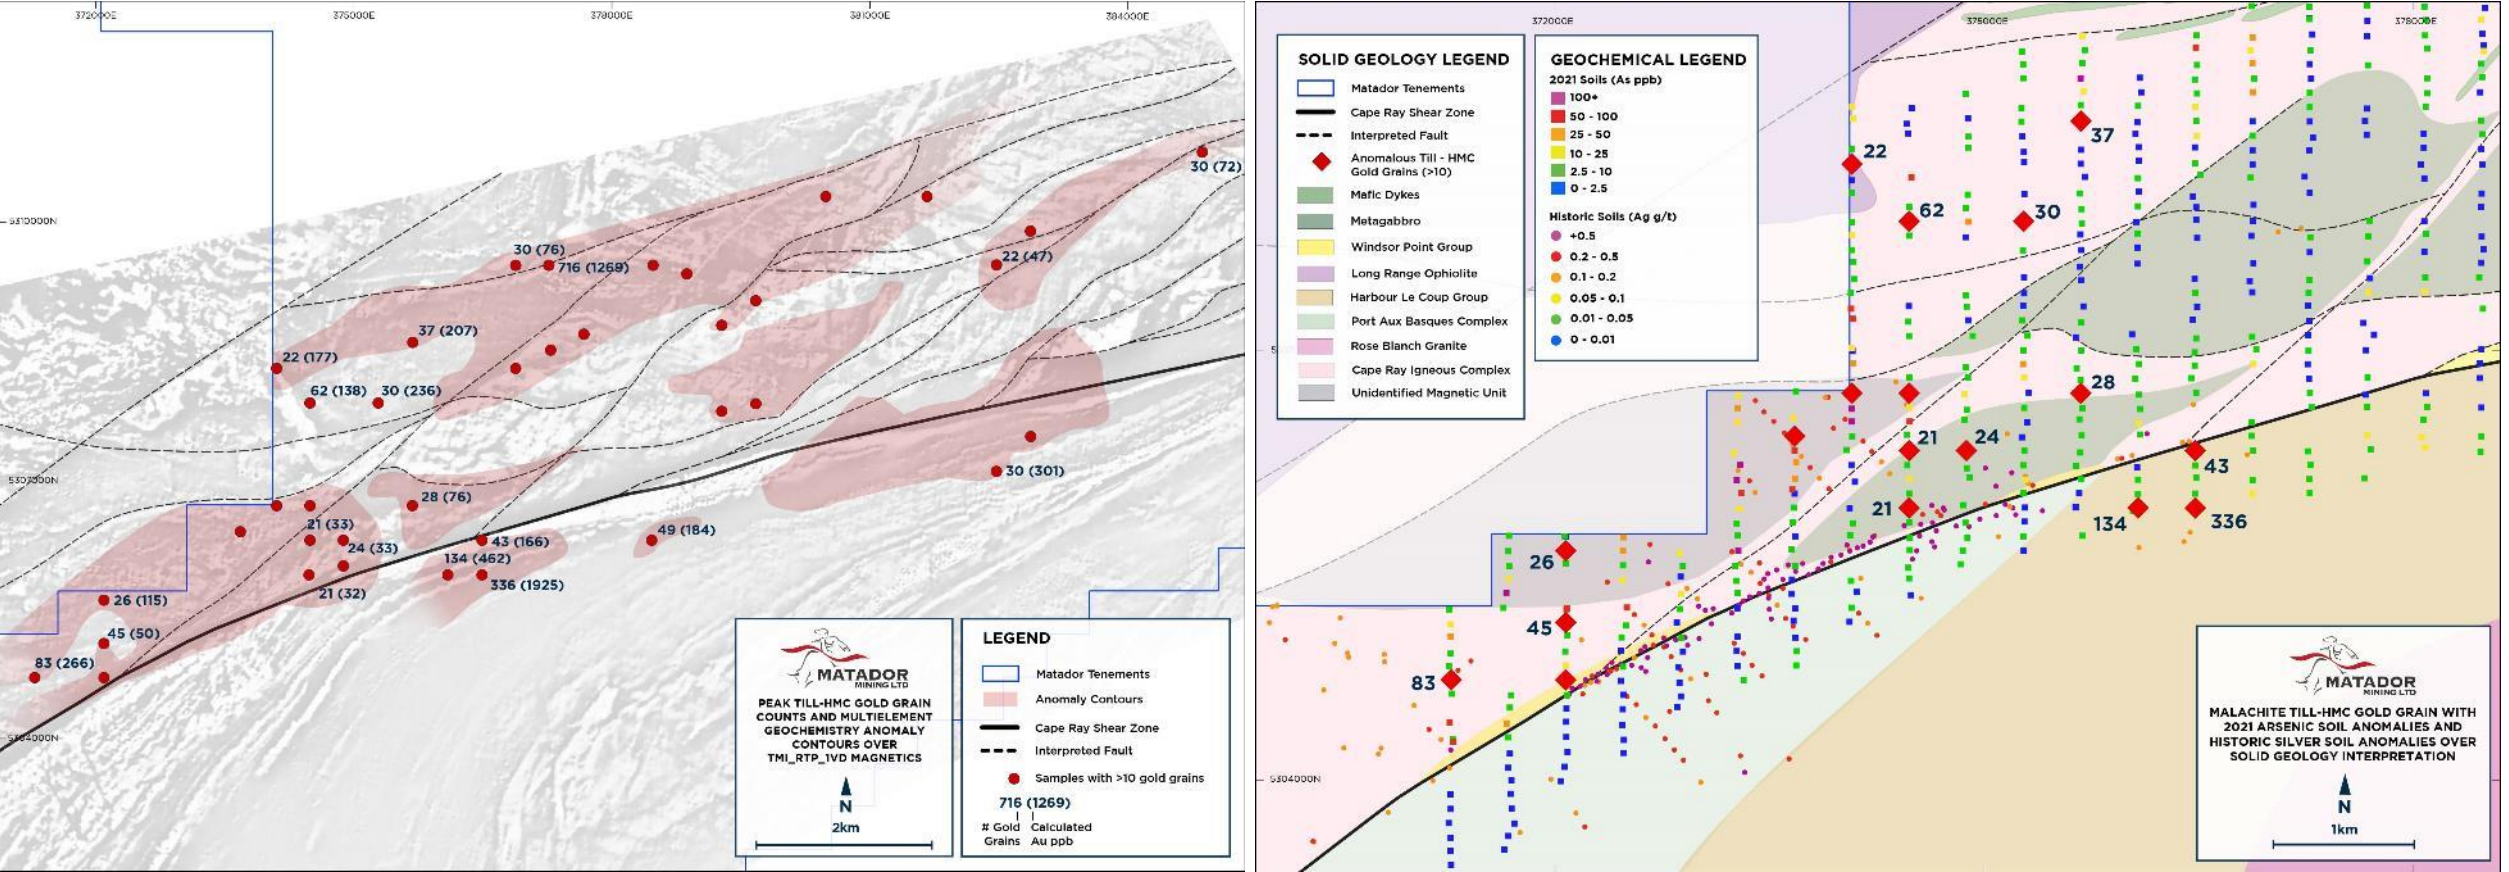 372000E
375000E
378000E
381000E
384000E
5310000N
5307000N
5304000N
30 (72)
30 (76)
716 (1269)
22 (47)
37 (207)
22 (177)
62 (138)
30 (236)
28 (76)
30 (301)
21 (33)
24 (33)
43 (166)
49 (184)
134 (462)
336 (1925)
21 (32)
26 (115)
45 (50)
83 (266)
MATADOR
MINING LTD
PEAK TILL-HMC GOLD GRAIN
COUNTS AND MULTIELEMENT
GEOCHEMISTRY ANOMALY
CONTOURS OVER
TMI_RTP_1VD MAGNETICS
N
2km
LEGEND
Matador Tenements
Anomaly Contours
Cape Ray Shear Zone
Interpreted Fault
Samples with >10 gold grains
716 (1269)
# Gold Calculated
Grains Au ppb
372000E
375000E
378000E
SOLID GEOLOGY LEGEND
Matador Tenements
Cape Ray Shear Zone
Interpreted Fault
Anomalous Till - HMC
Gold Grains (>10)
Mafic Dykes
Metagabbro
Windsor Point Group
Long Range Ophiolite
Harbour Le Coup Group
Port Aux Basques Complex
Rose Blanch Granite
Cape Ray Igneous Complex
Unidentified Magnetic Unit
GEOCHEMICAL LEGEND
2021 Soils (As ppb)
100+
50 - 100
25 - 50
10 - 25
2.5 - 10
0 - 2.5
Historic Soils (Ag g/t)
+0.5
0.2 - 0.5
0.1 - 0.2
0.05 - 0.1
0.01 - 0.05
0 - 0.01
22
37
62
30
28
21
24
43
21
134
336
26
45
83
5304000N
MATADOR
MINING LTD
MALACHITE TILL-HMC GOLD GRAIN WITH
2021 ARSENIC SOIL ANOMALIES AND
HISTORIC SILVER SOIL ANOMALIES OVER
SOLID GEOLOGY INTERPRETATION
N
1km